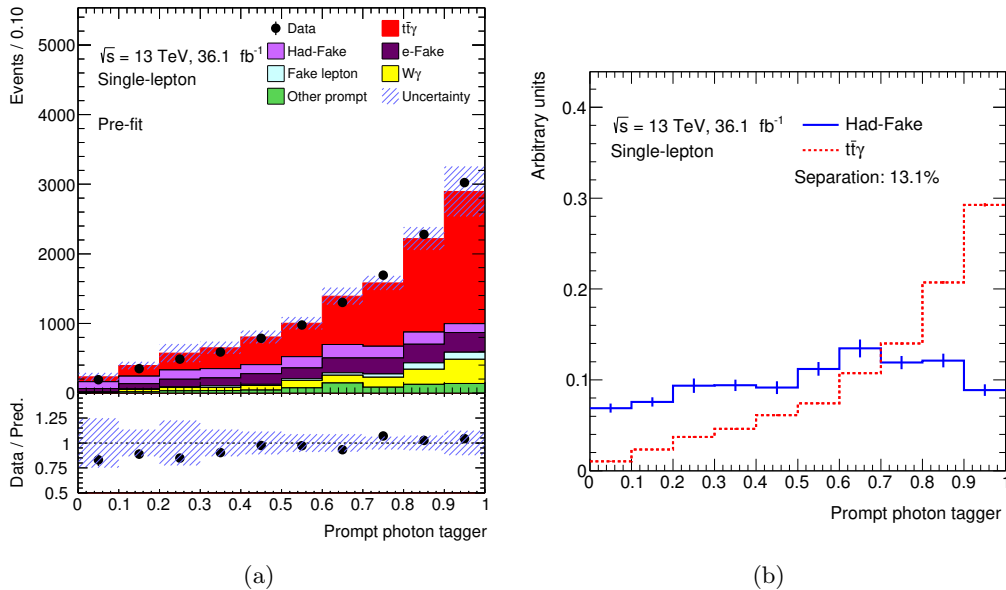 Events / 0.10
5000
4000
3000
2000
1000
0
√s = 13 TeV, 36.1 fb⁻¹
Single-lepton
Pre-fit
Data
tt̄γ
Had-Fake
e-Fake
Fake lepton
Wγ
Other prompt
Uncertainty
Data / Pred.
1.25
1
0.75
0.5
0 0.1 0.2 0.3 0.4 0.5 0.6 0.7 0.8 0.9 1
Prompt photon tagger
(a)
Arbitrary units
0.4
0.3
0.2
0.1
0
√s = 13 TeV, 36.1 fb⁻¹
Single-lepton
Had-Fake
tt̄γ
Separation: 13.1%
0 0.1 0.2 0.3 0.4 0.5 0.6 0.7 0.8 0.9 1
Prompt photon tagger
(b)